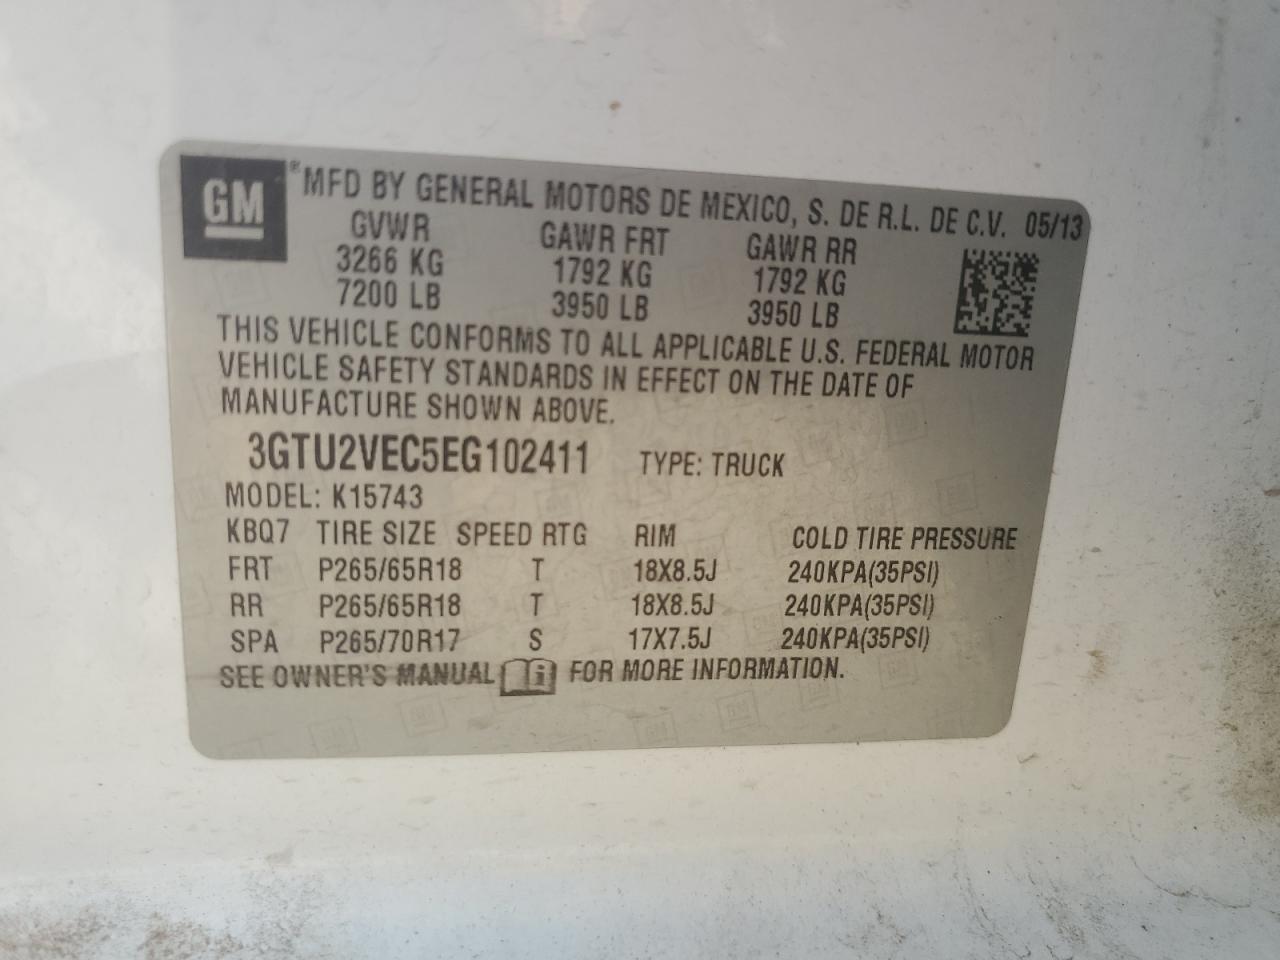 GM ® MFD BY GENERAL MOTORS DE MEXICO, S. DE R.L. DE C.V. 05/13
GVWR GAWR FRT GAWR RR
3266 KG 1792 KG 1792 KG
7200 LB 3950 LB 3950 LB
THIS VEHICLE CONFORMS TO ALL APPLICABLE U.S. FEDERAL MOTOR
VEHICLE SAFETY STANDARDS IN EFFECT ON THE DATE OF
MANUFACTURE SHOWN ABOVE.
3GTU2VEC5EG102411 TYPE: TRUCK
MODEL: K15743
KBQ7 TIRE SIZE SPEED RTG RIM COLD TIRE PRESSURE
FRT P265/65R18 T 18X8.5J 240KPA(35PSI)
RR P265/65R18 T 18X8.5J 240KPA(35PSI)
SPA P265/70R17 S 17X7.5J 240KPA(35PSI)
SEE OWNER'S MANUAL i FOR MORE INFORMATION.